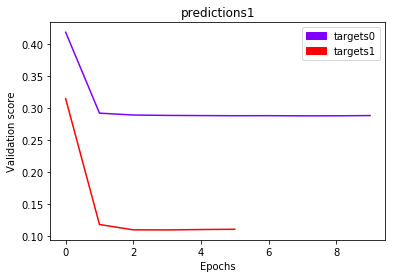 predictions1
targets0
targets1
Validation score
0.40
0.35
0.30
0.25
0.20
0.15
0.10
0 2 4 6 8
Epochs